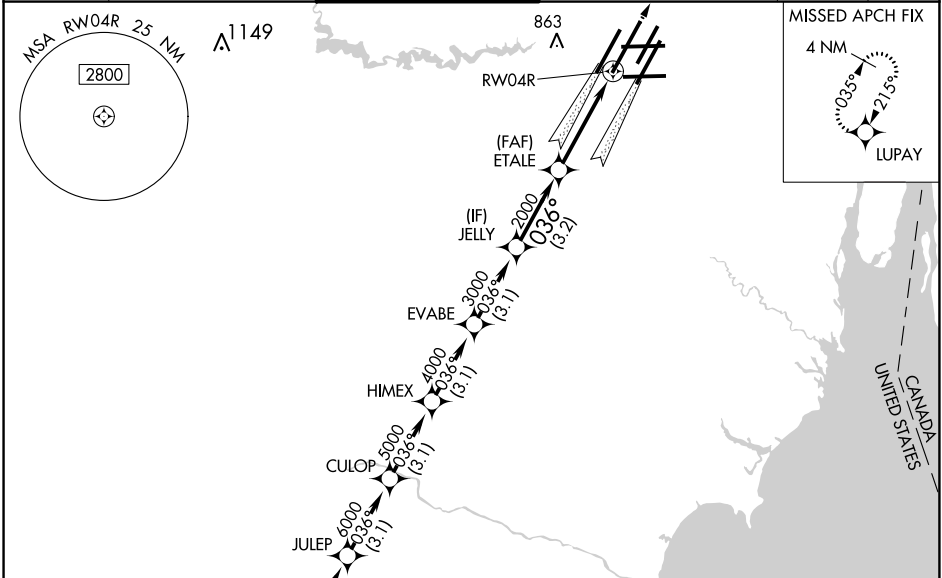 MSA RW04R 25 NM
2800
1149
863
RW04R
MISSED APCH FIX
4 NM
035°
215°
LUPAY
(FAF)
ETALE
2000
036°
(3.2)
(IF)
JELLY
3000
036°
(3.1)
EVABE
4000
036°
(3.1)
HIMEX
5000
036°
(3.1)
CULOP
6000
036°
(3.1)
JULEP
CANADA
UNITED STATES